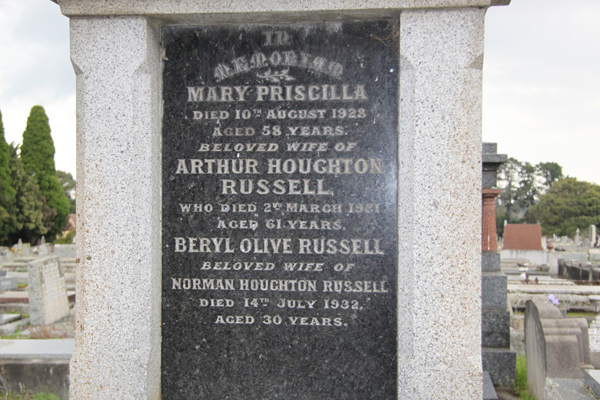 IN
MEMORIAM
MARY PRISCILLA
DIED 10TH AUGUST 1928
AGED 58 YEARS.
BELOVED WIFE OF
ARTHUR HOUGHTON
RUSSELL,
WHO DIED 2ND MARCH 1931
AGED 61 YEARS.
BERYL OLIVE RUSSELL
BELOVED WIFE OF
NORMAN HOUGHTON RUSSELL
DIED 14TH JULY 1932,
AGED 30 YEARS.